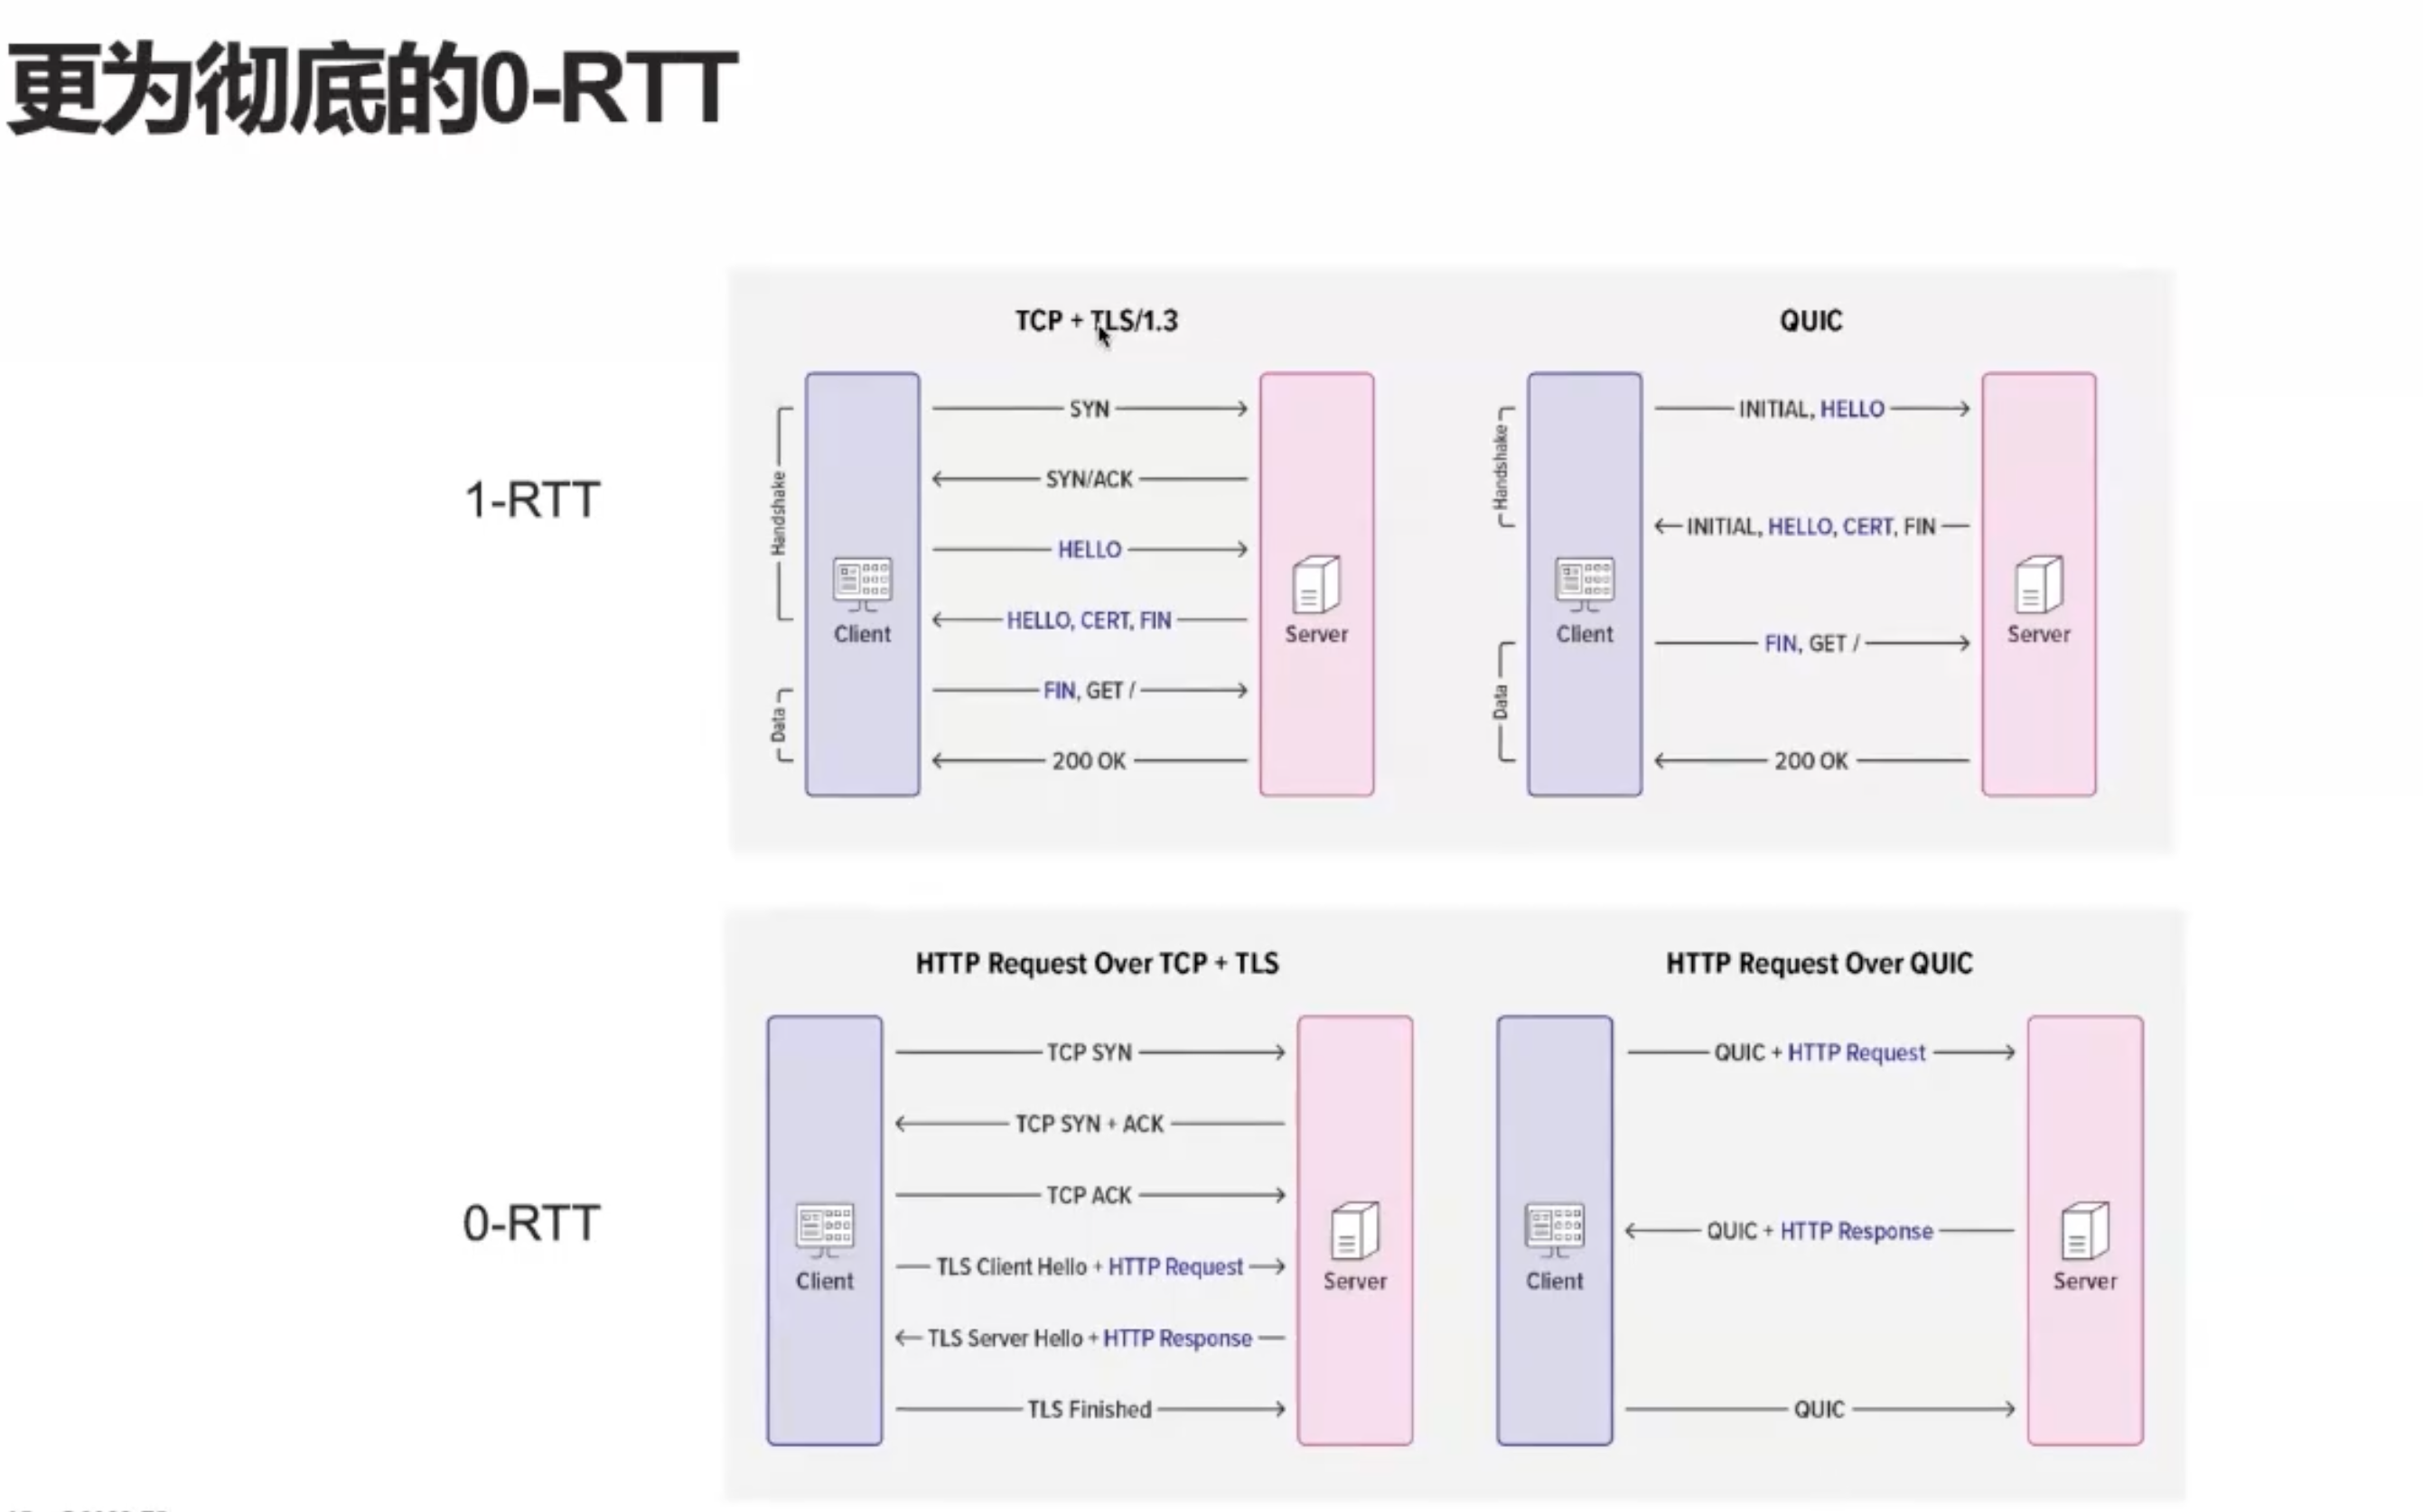 更为彻底的0-RTT
1-RTT
TCP + TLS/1.3
Handshake
Data
Client
SYN
SYN/ACK
HELLO
HELLO, CERT, FIN
FIN, GET /
200 OK
Server
QUIC
Handshake
Data
Client
INITIAL, HELLO
INITIAL, HELLO, CERT, FIN
FIN, GET /
200 OK
Server
0-RTT
HTTP Request Over TCP + TLS
Client
TCP SYN
TCP SYN + ACK
TCP ACK
TLS Client Hello + HTTP Request
TLS Server Hello + HTTP Response
TLS Finished
Server
HTTP Request Over QUIC
Client
QUIC + HTTP Request
QUIC + HTTP Response
QUIC
Server